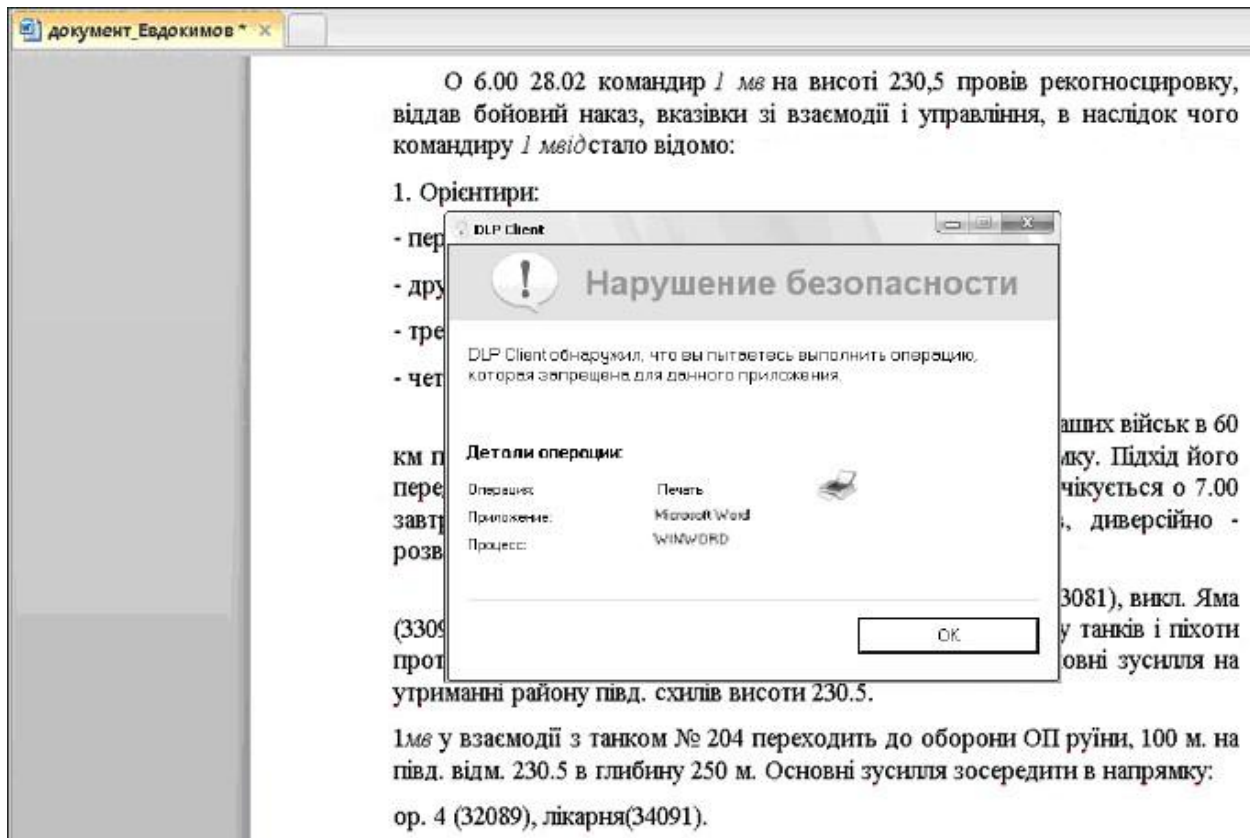 документ_Евдокимов *
О 6.00 28.02 командир 1 мв на висоті 230,5 провів рекогносцировку,
віддав бойовий наказ, вказівки зі взаємодії і управління, в наслідок чого
командиру 1 мвід стало відомо:
1. Орієнтири:
- пер
- дру
- тре
- чет
DLP Client
Нарушение безопасности
DLP Client обнаружил, что вы пытаетесь выполнить операцию,
которая запрещена для данного приложения.
Детали операции:
Операция: Печать
Приложение: Microsoft Word
Процесс: WINWORD
OK
аших військ в 60
км п мку. Підхід його
пере чікується о 7.00
завтр , диверсійно -
розв
3081), викл. Яма
(3309 у танків і піхоти
прот овні зусилля на
утриманні району півд. схилів висоти 230.5.
1мв у взаємодії з танком № 204 переходить до оборони ОП руїни, 100 м. на
півд. відм. 230.5 в глибину 250 м. Основні зусилля зосередити в напрямку:
ор. 4 (32089), лікарня(34091).